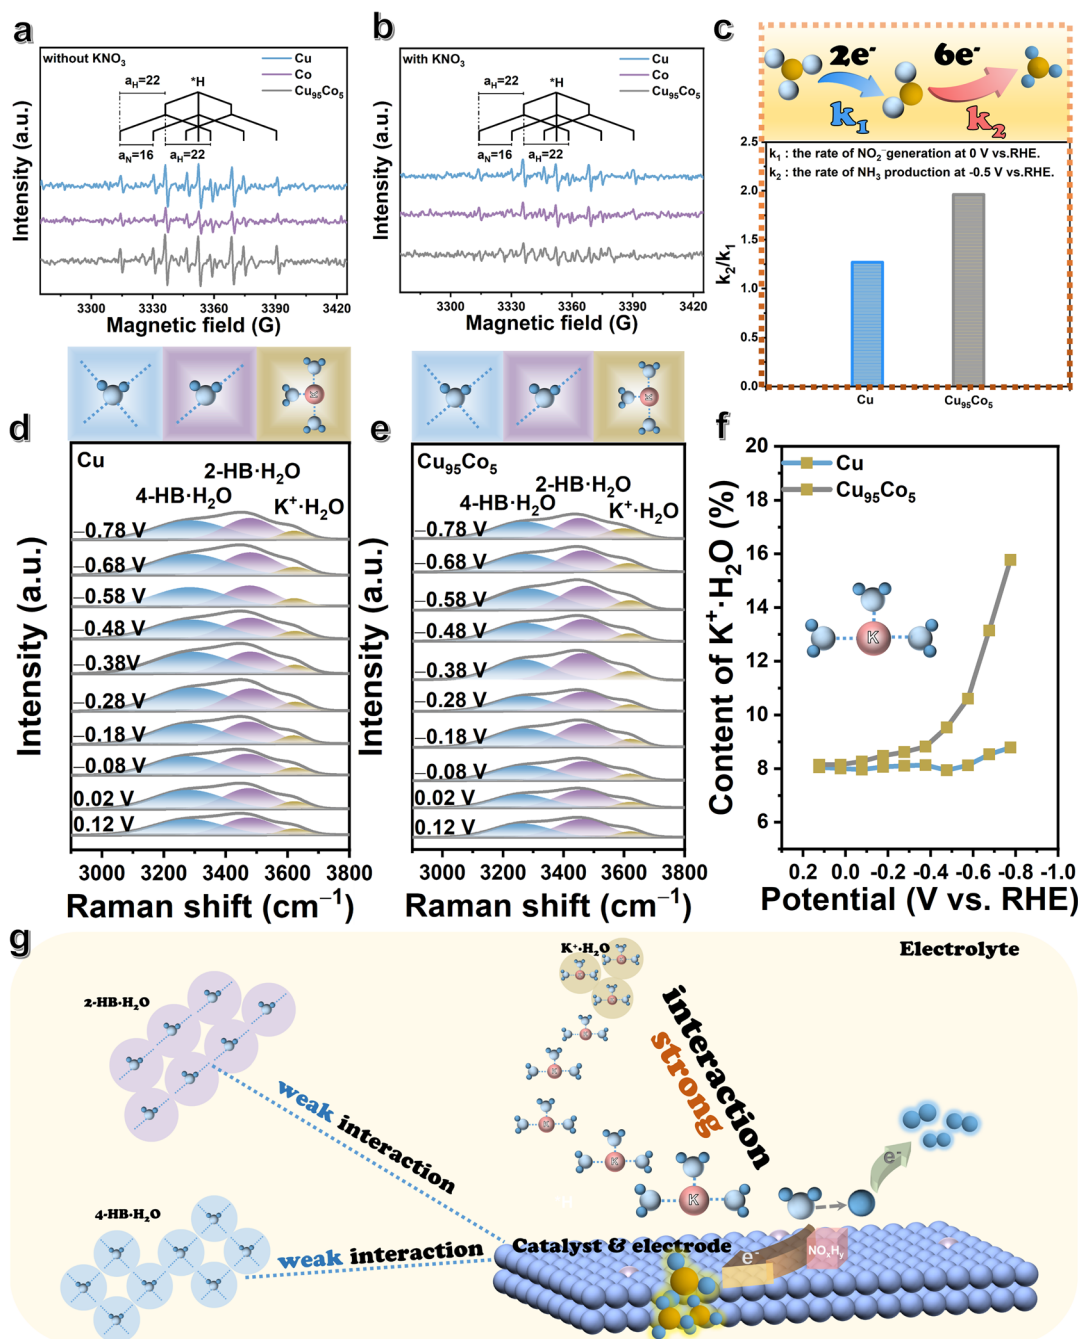 a
without KNO₃
Cu
Co
Cu₉₅Co₅
a_H=22
*H
a_N=16
a_H=22
Intensity (a.u.)
3300
3330
3360
3390
3420
Magnetic field (G)
b
with KNO₃
Cu
Co
Cu₉₅Co₅
a_H=22
*H
a_N=16
a_H=22
Intensity (a.u.)
3300
3330
3360
3390
3420
Magnetic field (G)
c
2e⁻
6e⁻
k₁
k₂
k₁ : the rate of NO₂⁻generation at 0 V vs.RHE.
k₂ : the rate of NH₃ production at -0.5 V vs.RHE.
k₂/k₁
2.5
2.0
1.5
1.0
0.5
0.0
Cu
Cu₉₅Co₅
d
Cu
2-HB·H₂O
4-HB·H₂O
K⁺·H₂O
−0.78 V
−0.68 V
−0.58 V
−0.48 V
−0.38V
−0.28 V
−0.18 V
−0.08 V
0.02 V
0.12 V
Intensity (a.u.)
3000
3200
3400
3600
3800
Raman shift (cm⁻¹)
e
Cu₉₅Co₅
2-HB·H₂O
4-HB·H₂O
K⁺·H₂O
−0.78 V
−0.68 V
−0.58 V
−0.48 V
−0.38 V
−0.28 V
−0.18 V
−0.08 V
0.02 V
0.12 V
Intensity (a.u.)
3000
3200
3400
3600
3800
Raman shift (cm⁻¹)
f
Cu
Cu₉₅Co₅
K
Content of K⁺·H₂O (%)
20
18
16
14
12
10
8
6
0.2
0.0
-0.2
-0.4
-0.6
-0.8
-1.0
Potential (V vs. RHE)
g
K⁺·H₂O
Electrolyte
2-HB·H₂O
interaction
strong
weak interaction
K
K
K
e⁻
4-HB·H₂O
weak interaction
Catalyst & electrode
e⁻
NOₓHᵧ